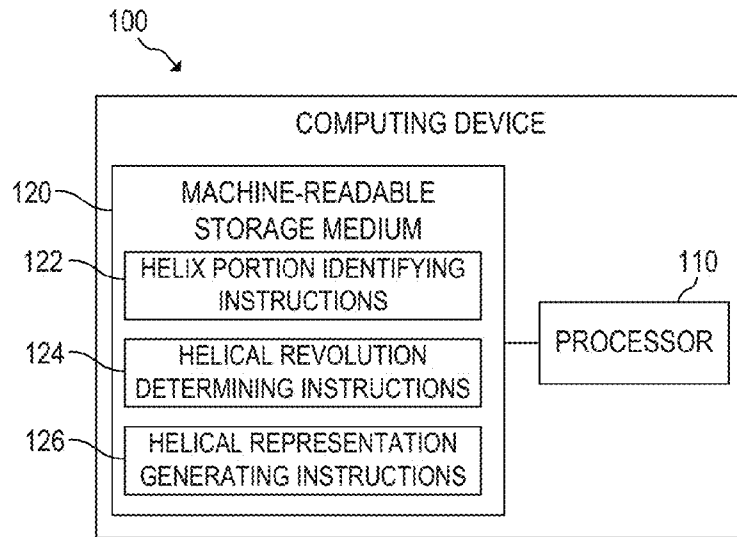 100
COMPUTING DEVICE
120
MACHINE-READABLE
STORAGE MEDIUM
122
HELIX PORTION IDENTIFYING
INSTRUCTIONS
110
PROCESSOR
124
HELICAL REVOLUTION
DETERMINING INSTRUCTIONS
126
HELICAL REPRESENTATION
GENERATING INSTRUCTIONS